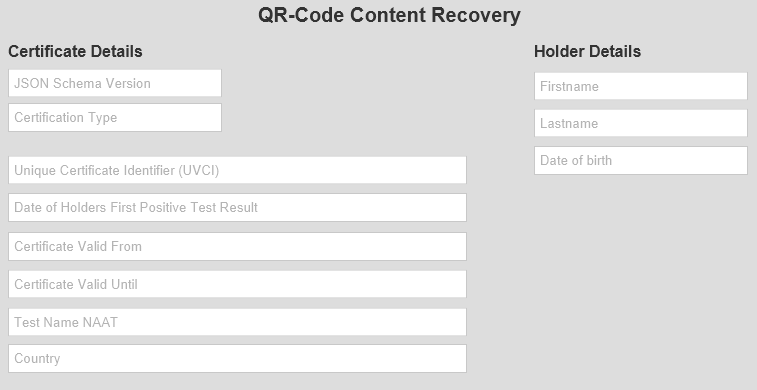 QR-Code Content Recovery
Certificate Details
JSON Schema Version
Certification Type
Unique Certificate Identifier (UVCI)
Date of Holders First Positive Test Result
Certificate Valid From
Certificate Valid Until
Test Name NAAT
Country
Holder Details
Firstname
Lastname
Date of birth